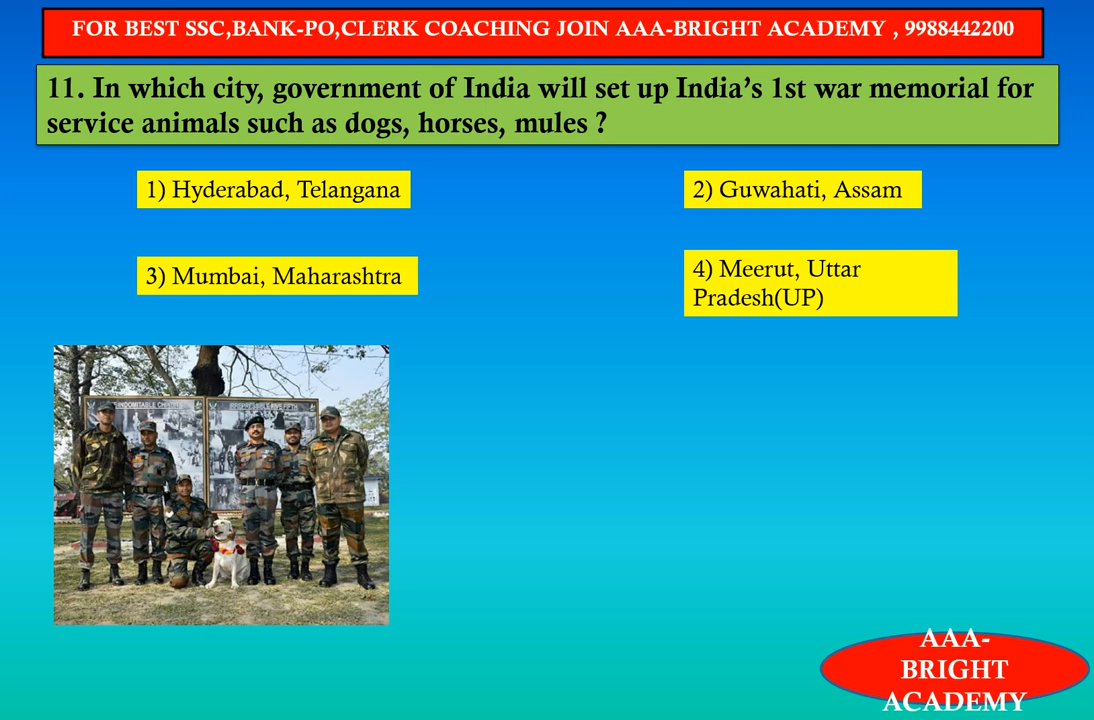 FOR BEST SSC,BANK-PO,CLERK COACHING JOIN AAA-BRIGHT ACADEMY , 9988442200
11. In which city, government of India will set up India’s 1st war memorial for
service animals such as dogs, horses, mules ?
1) Hyderabad, Telangana
2) Guwahati, Assam
3) Mumbai, Maharashtra
4) Meerut, Uttar
Pradesh(UP)
AAA-
BRIGHT
ACADEMY